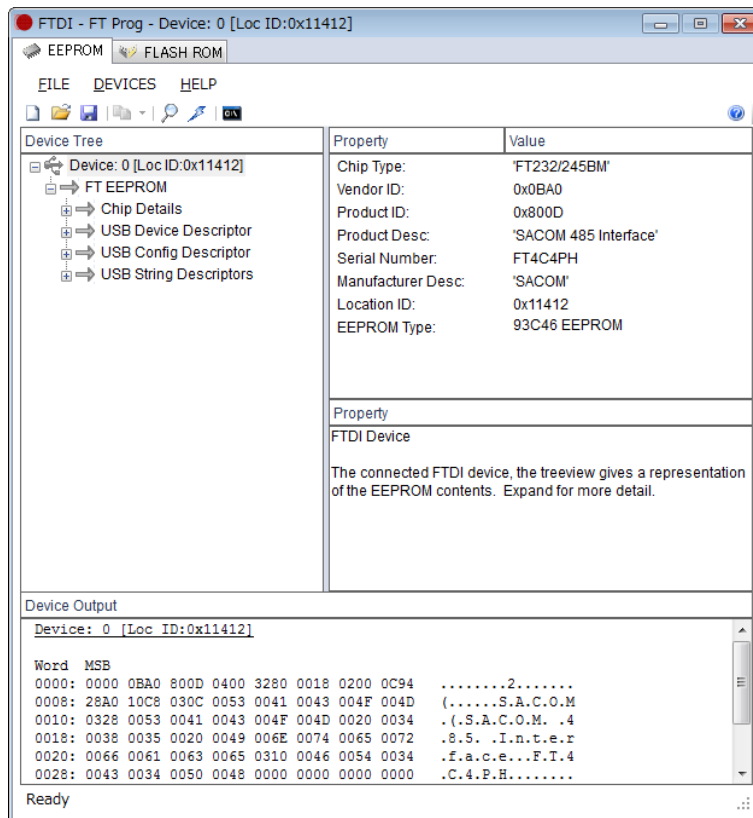 FTDI - FT Prog - Device: 0 [Loc ID:0x11412]
EEPROM FLASH ROM
FILE DEVICES HELP
C:\
Device Tree
Device: 0 [Loc ID:0x11412]
FT EEPROM
Chip Details
USB Device Descriptor
USB Config Descriptor
USB String Descriptors
Property Value
Chip Type: 'FT232/245BM'
Vendor ID: 0x0BA0
Product ID: 0x800D
Product Desc: 'SACOM 485 Interface'
Serial Number: FT4C4PH
Manufacturer Desc: 'SACOM'
Location ID: 0x11412
EEPROM Type: 93C46 EEPROM
Property
FTDI Device
The connected FTDI device, the treeview gives a representation
of the EEPROM contents.  Expand for more detail.
Device Output
Device: 0 [Loc ID:0x11412]
Word  MSB
0000: 0000 0BA0 800D 0400 3280 0018 0200 0C94   ........2.......
0008: 28A0 10C8 030C 0053 0041 0043 004F 004D   (......S.A.C.O.M
0010: 0328 0053 0041 0043 004F 004D 0020 0034   .(.S.A.C.O.M. .4
0018: 0038 0035 0020 0049 006E 0074 0065 0072   .8.5. .I.n.t.e.r
0020: 0066 0061 0063 0065 0310 0046 0054 0034   .f.a.c.e...F.T.4
0028: 0043 0034 0050 0048 0000 0000 0000 0000   .C.4.P.H........
Ready